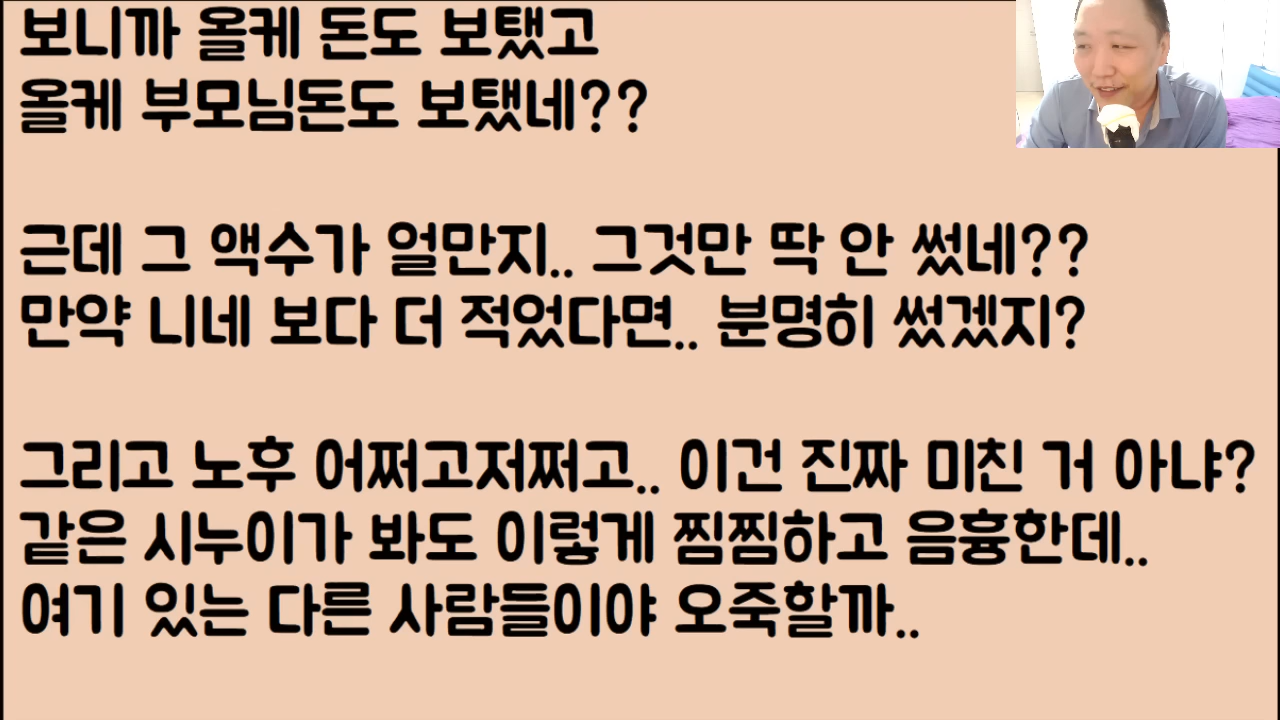 보니까 올케 돈도 보탰고
올케 부모님돈도 보탰네??
근데 그 액수가 얼만지.. 그것만 딱 안 썼네??
만약 니네 보다 더 적었다면.. 분명히 썼겠지?
그리고 노후 어쩌고저쩌고.. 이건 진짜 미친 거 아냐?
같은 시누이가 봐도 이렇게 찜찜하고 음흉한데..
여기 있는 다른 사람들이야 오죽할까..